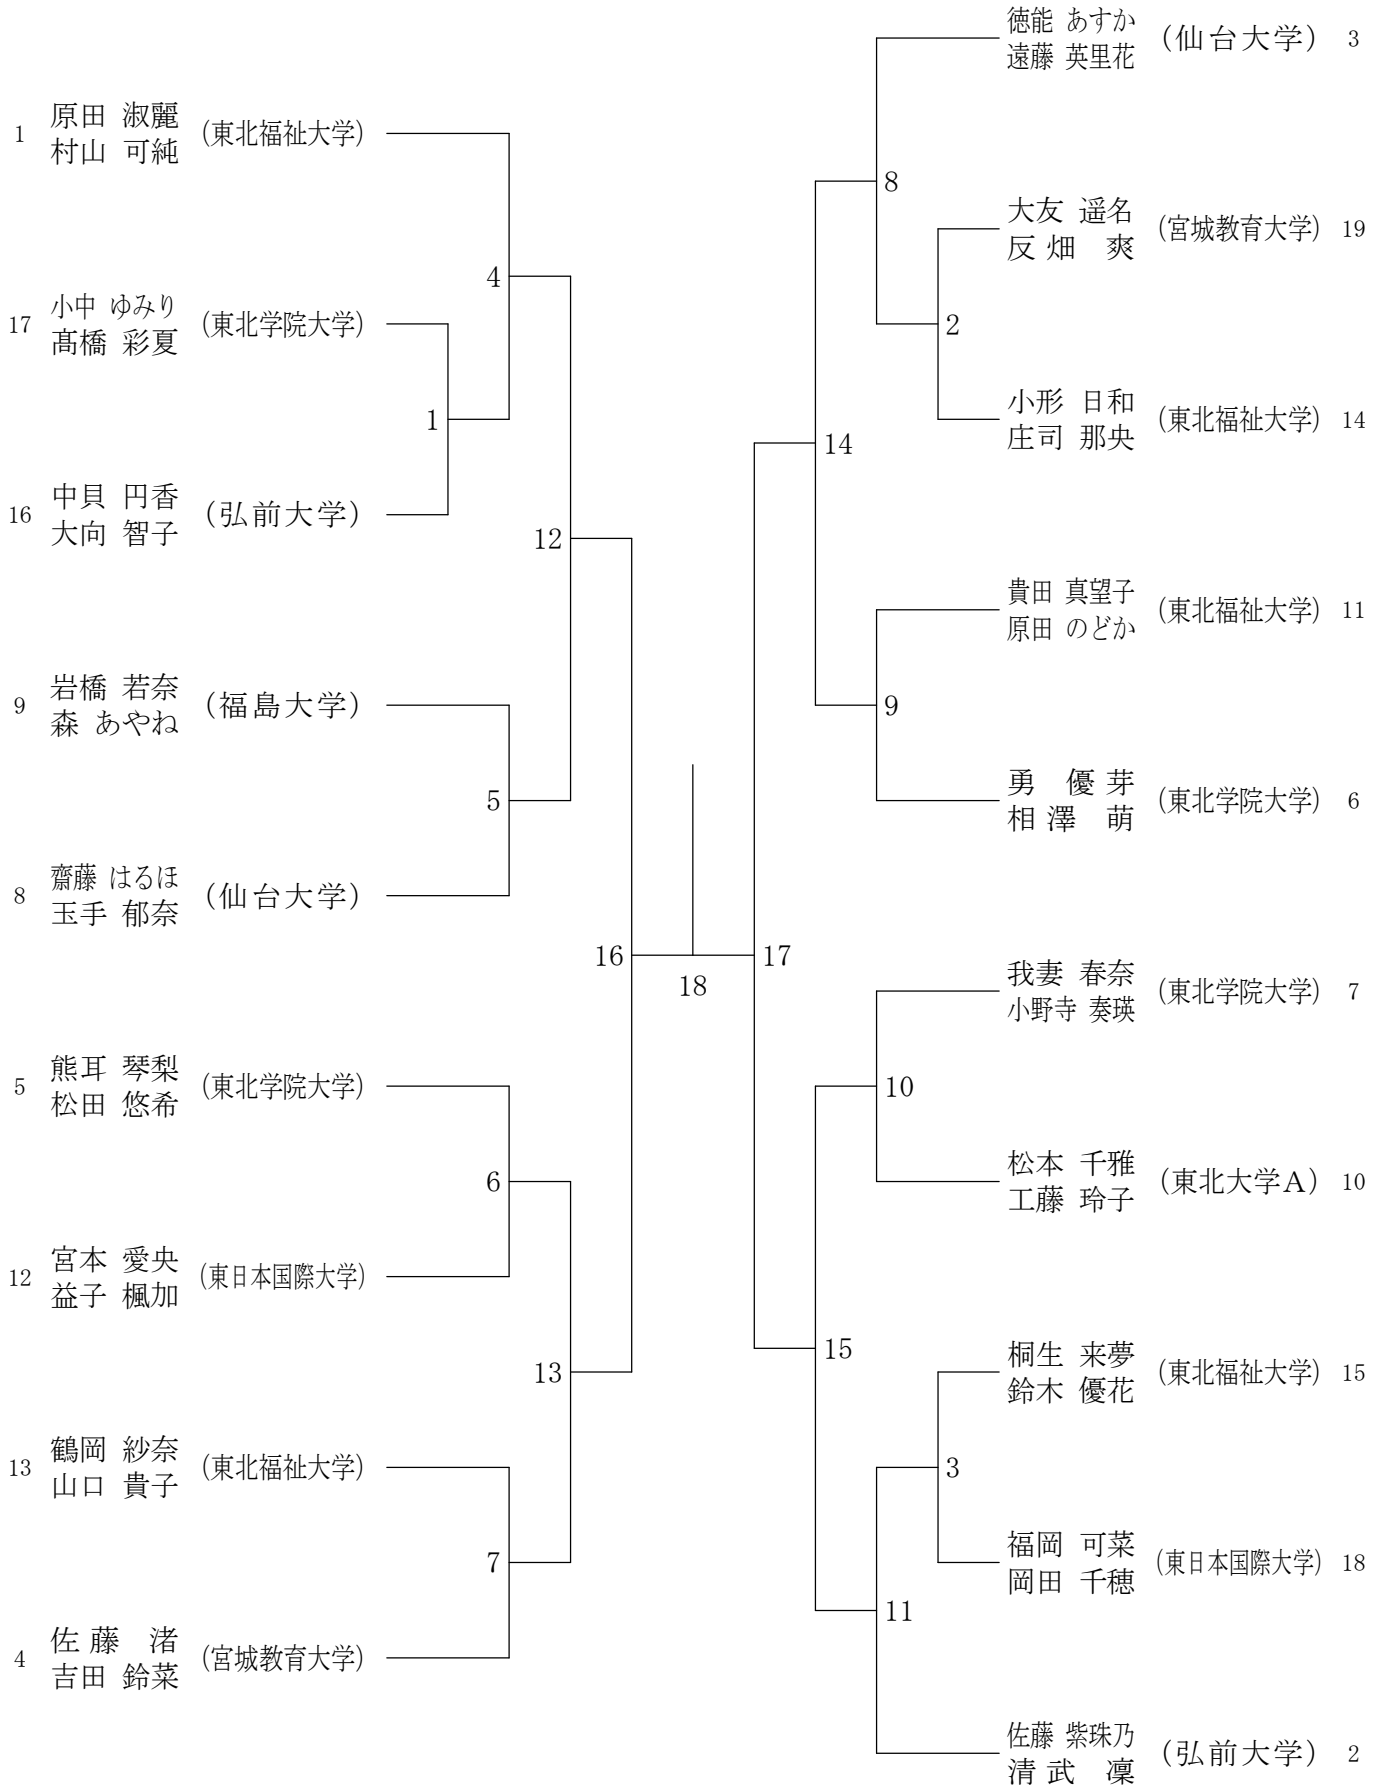 1 原田 淑麗 (東北福祉大学)
村山 可純
4
17 小中 ゆみり (東北学院大学)
髙橋 彩夏
1
16 中貝 円香 (弘前大学)
大向 智子
12
9 岩橋 若奈 (福島大学)
森 あやね
5
8 齋藤 はるほ (仙台大学)
玉手 郁奈
16
18
5 熊耳 琴梨 (東北学院大学)
松田 悠希
6
12 宮本 愛央 (東日本国際大学)
益子 楓加
13
13 鶴岡 紗奈 (東北福祉大学)
山口 貴子
7
4 佐藤 渚 (宮城教育大学)
吉田 鈴菜
徳能 あすか (仙台大学) 3
遠藤 英里花
8
大友 遥名 (宮城教育大学) 19
反畑 爽
2
小形 日和 (東北福祉大学) 14
庄司 那央
14
貴田 真望子 (東北福祉大学) 11
原田 のどか
9
勇 優芽 (東北学院大学) 6
相澤 萌
17
我妻 春奈 (東北学院大学) 7
小野寺 奏瑛
10
松本 千雅 (東北大学A) 10
工藤 玲子
15
桐生 来夢 (東北福祉大学) 15
鈴木 優花
3
福岡 可菜 (東日本国際大学) 18
岡田 千穂
11
佐藤 紫珠乃 (弘前大学) 2
清武 凜